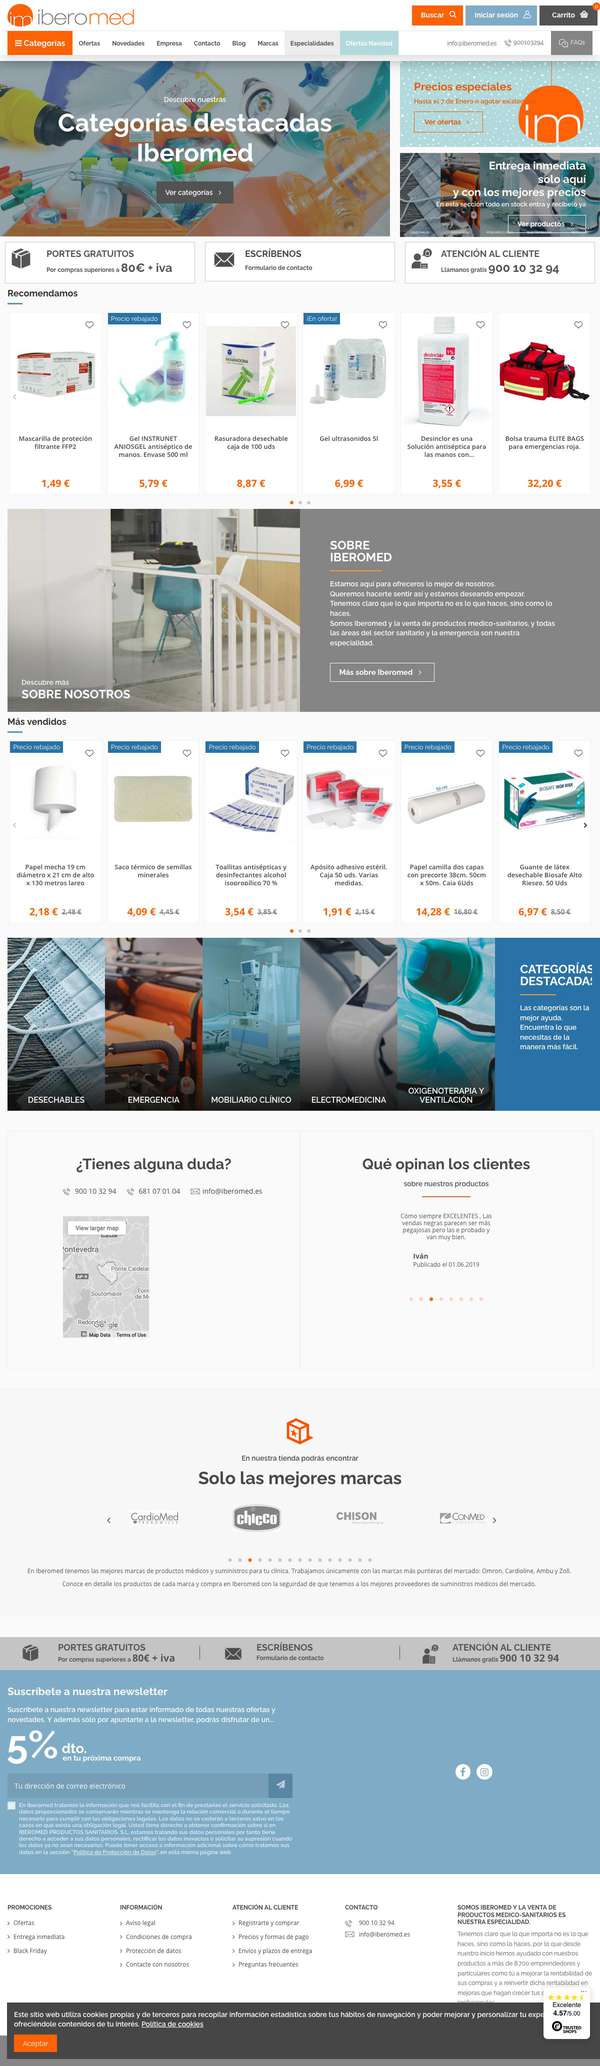 iberomed
Buscar
Iniciar sesión
Carrito
Categorías
Ofertas
Novedades
Empresa
Contacto
Blog
Marcas
Especialidades
Ofertas Navidad
info@iberomed.es
900103294
FAQs
Descubre nuestras
Categorías destacadas
Iberomed
Ver categorías
Precios especiales
Hasta el 7 de Enero o agotar
Ver ofertas
im
Entrega inmediata
solo aquí
y con los mejores precios
En esta sección todo en stock entra y recíbelo ya
Ver productos
PORTES GRATUITOS
Por compras superiores a 80€ + iva
ESCRÍBENOS
Formulario de contacto
ATENCIÓN AL CLIENTE
Llámanos gratis 900 10 32 94
Recomendamos
Precio rebajado
¡En oferta!
Mascarilla de proteción
filtrante FFP2
1,49 €
Gel INSTRUNET
ANIOSGEL antiséptico de
manos. Envase 500 ml
5,79 €
Rasuradora desechable
caja de 100 uds
8,87 €
Gel ultrasonidos 5l
6,99 €
Desinclor es una
Solución antiséptica para
las manos con...
3,55 €
Bolsa trauma ELITE BAGS
para emergencias roja.
32,20 €
Descubre más
SOBRE NOSOTROS
SOBRE
IBEROMED
Estamos aquí para ofreceros lo mejor de nosotros.
Queremos hacerte sentir así y estamos deseando empezar.
Tenemos claro que lo que importa no es lo que haces, sino como lo
haces.
Somos Iberomed y la venta de productos medico-sanitarios, y todas
las áreas del sector sanitario y la emergencia son nuestra
especialidad.
Más sobre Iberomed
Más vendidos
Precio rebajado
Precio rebajado
Precio rebajado
Precio rebajado
Precio rebajado
Precio rebajado
Papel mecha 19 cm
diámetro x 21 cm de alto
x 130 metros largo
2,18 € 2,48 €
Saco térmico de semillas
minerales
4,09 € 4,45 €
Toallitas antisépticas y
desinfectantes alcohol
isopropílico 70 %
3,54 € 3,85 €
Apósito adhesivo estéril.
Caja 50 uds. Varias
medidas.
1,91 € 2,15 €
Papel camilla dos capas
con precorte 38cm. 50cm
x 50m. Caja 6Uds
14,28 € 16,80 €
Guante de látex
desechable Biosafe Alto
Riesgo. 50 Uds
6,97 € 8,50 €
DESECHABLES
EMERGENCIA
MOBILIARIO CLÍNICO
ELECTROMEDICINA
OXIGENOTERAPIA Y
VENTILACIÓN
CATEGORÍAS
DESTACADAS
Las categorías son la
mejor ayuda.
Encuentra lo que
necesitas de la
manera más fácil.
¿Tienes alguna duda?
900 10 32 94
681 07 01 04
info@iberomed.es
View larger map
Pontevedra
Ponte Caldelas
Soutomaior
Map Data
Terms of Use
Qué opinan los clientes
sobre nuestros productos
Cómo siempre EXCELENTES , Las
vendas negras parecen ser más
pegajosas pero las e probado y
van muy bien.
Iván
Publicado el 01.06.2019
En nuestra tienda podrás encontrar
Solo las mejores marcas
CardioMed
chicco
CHISON
CONMED
En Iberomed tenemos las mejores marcas de productos médicos y suministros para tu clínica. Trabajamos únicamente con las marcas más punteras del mercado: Omron, Cardioline, Ambu y Zoll.
Conoce en detalle los productos de cada marca y compra en Iberomed con la seguridad de que tenemos a los mejores proveedores de suministros médicos del mercado.
PORTES GRATUITOS
Por compras superiores a 80€ + iva
ESCRÍBENOS
Formulario de contacto
ATENCIÓN AL CLIENTE
Llámanos gratis 900 10 32 94
Suscríbete a nuestra newsletter
Suscríbete a nuestra newsletter para estar informado de todas nuestras ofertas y
novedades. Y además solo por apuntarte a la newsletter, podrás disfrutar de un...
5% dto.
en tu próxima compra
Tu dirección de correo electrónico
En Iberomed tratamos la información que nos facilita con el fin de prestarles el servicio solicitado. Los
datos proporcionados se conservarán mientras se mantenga la relación comercial o durante el tiempo
necesario para cumplir con las obligaciones legales. Los datos no se cederán a terceros salvo en los
casos en que exista una obligación legal. Usted tiene derecho a obtener confirmación sobre si en
IBEROMED PRODUCTOS SANITARIOS, S.L. estamos tratando sus datos personales por tanto tiene
derecho a acceder a sus datos personales, rectificar los datos inexactos o solicitar su supresión cuando
los datos ya no sean necesarios. Puede tener acceso a información adicional sobre cómo tratamos sus
datos en la sección: "Política de Protección de Datos", en esta misma página web.
PROMOCIONES
Ofertas
Entrega inmediata
Black Friday
INFORMACIÓN
Aviso legal
Condiciones de compra
Protección de datos
Contacte con nosotros
ATENCIÓN AL CLIENTE
Registrarte y comprar
Precios y formas de pago
Envíos y plazos de entrega
Preguntas frecuentes
CONTACTO
900 10 32 94
info@iberomed.es
SOMOS IBEROMED Y LA VENTA DE
PRODUCTOS MEDICO-SANITARIOS ES
NUESTRA ESPECIALIDAD.
Tenemos claro que lo que importa no es lo que
haces, sino como lo haces, por lo que desde
nuestro inicio hemos ayudado con nuestros
productos a más de 8700 emprendedores y
particulares como tú a mejorar la rentabilidad de
sus compras y a reinvertir dicha rentabilidad en
mejoras que hagan crecer tus
Este sitio web utiliza cookies propias y de terceros para recopilar información estadística sobre tus hábitos de navegación y poder mejorar y personalizar tu
ofreciéndole contenidos de tu interés. Política de cookies
Aceptar
Excelente
4.57/5.00
TRUSTED
SHOPS